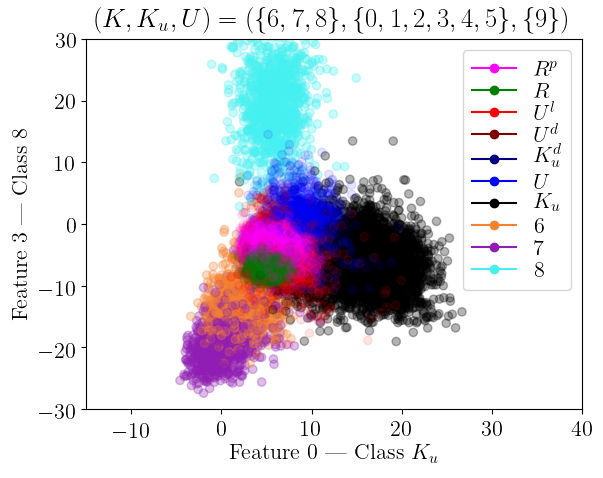 (K, K_u, U) = ({6, 7, 8}, {0, 1, 2, 3, 4, 5}, {9})
30
20
10
0
−10
−20
−30
Feature 3 — Class 8
R^p
R
U^l
U^d
K_u^d
U
K_u
6
7
8
−10 0 10 20 30 40
Feature 0 — Class K_u